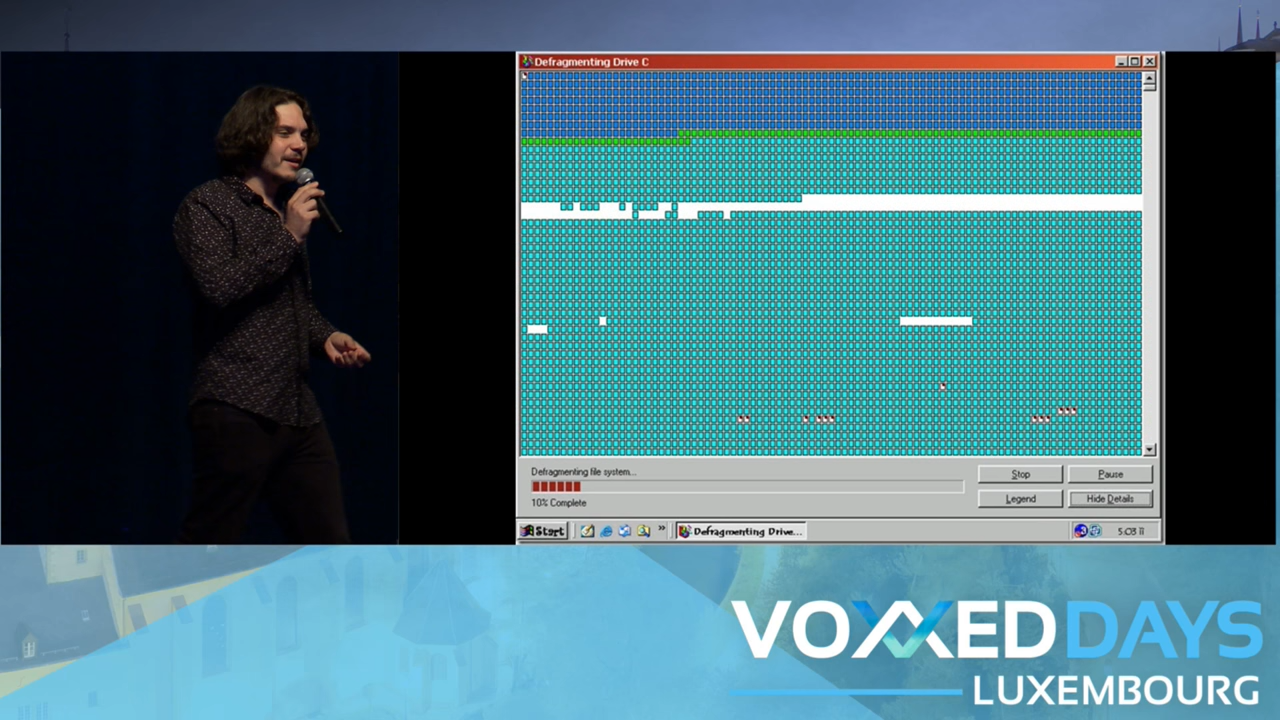 Defragmenting Drive C
Defragmenting file system...
10% Complete
Stop
Pause
Legend
Hide Details
Start
»
Defragmenting Drive...
VOXXED DAYS
LUXEMBOURG